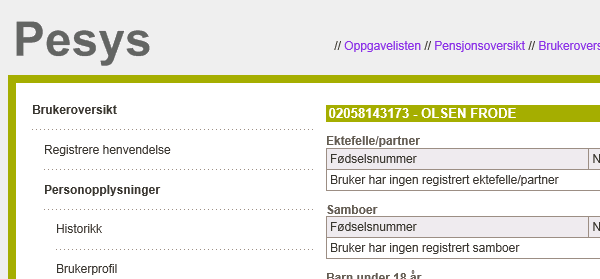 Pesys
// Oppgavelisten // Pensjonsoversikt // Brukerovers
Brukeroversikt
Registrere henvendelse
Personopplysninger
Historikk
Brukerprofil
02058143173 - OLSEN FRODE
Ektefelle/partner
Fødselsnummer N
Bruker har ingen registrert ektefelle/partner
Samboer
Fødselsnummer N
Bruker har ingen registrert samboer
Barn under 18 år